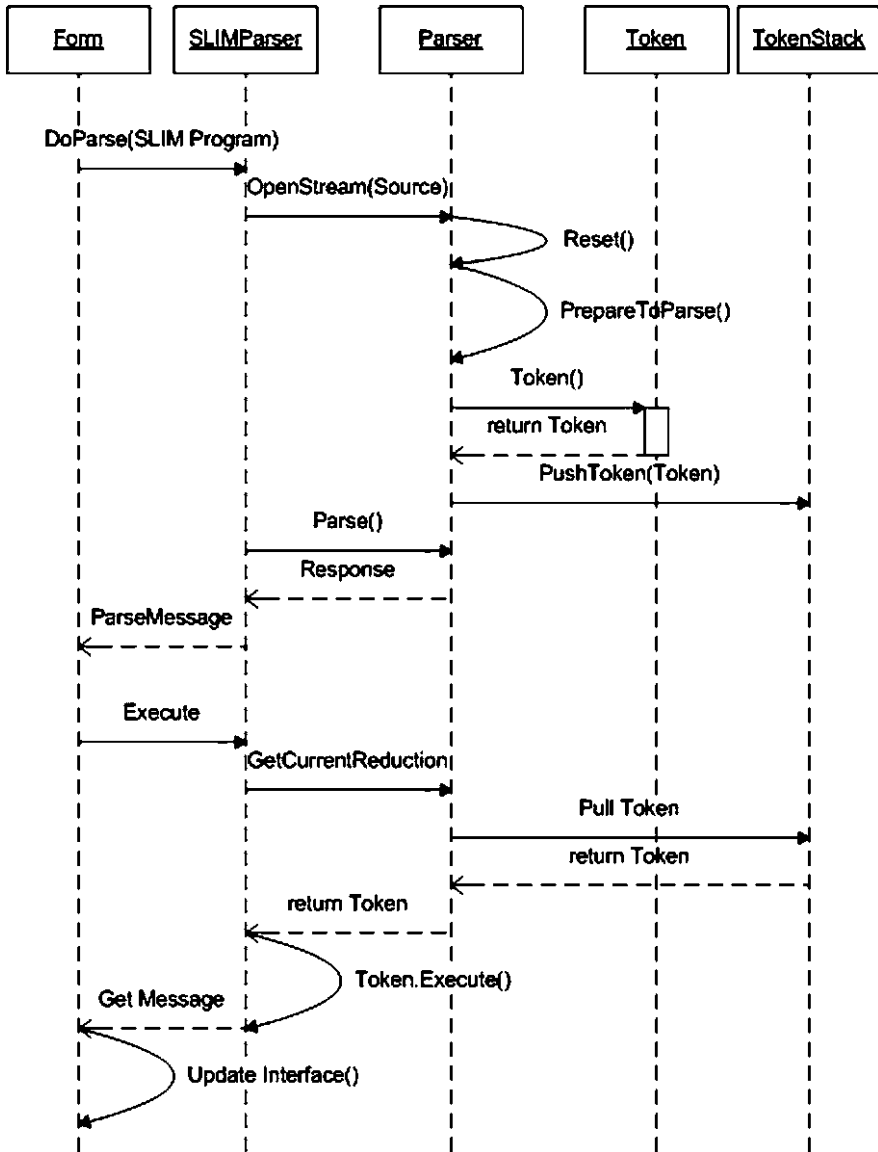 Form
SLIMParser
Parser
Token
TokenStack
DoParse(SLIM Program)
OpenStream(Source)
Reset()
PrepareToParse()
Token()
return Token
PushToken(Token)
Parse()
Response
ParseMessage
Execute
GetCurrentReduction
Pull Token
return Token
return Token
Token.Execute()
Get Message
Update Interface()